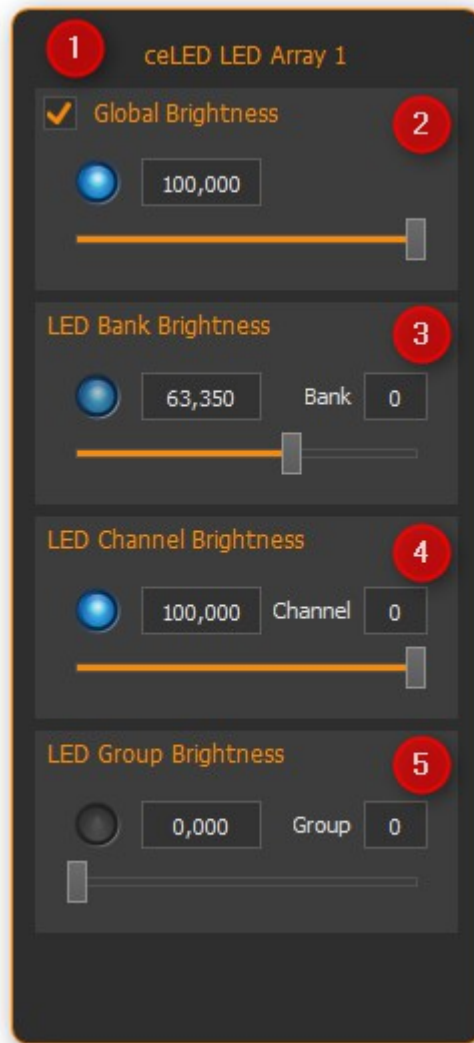 1
ceLED LED Array 1
Global Brightness
2
100,000
LED Bank Brightness
3
63,350 Bank 0
LED Channel Brightness
4
100,000 Channel 0
LED Group Brightness
5
0,000 Group 0